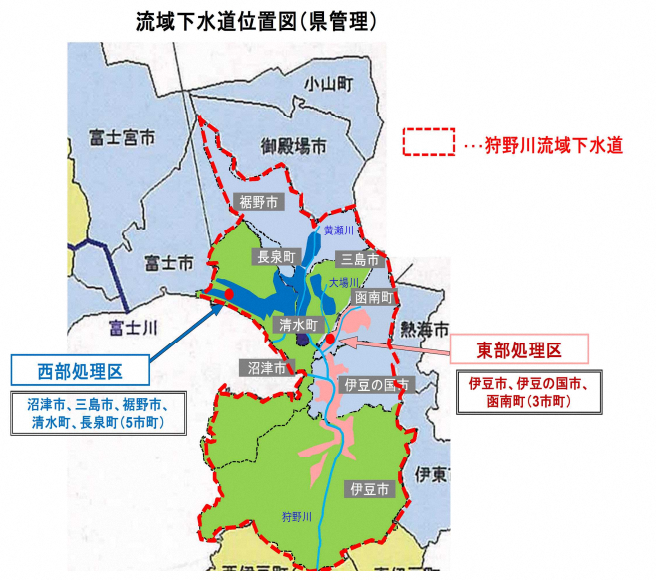 流域下水道位置図(県管理)
小山町
富士宮市
御殿場市
…狩野川流域下水道
裾野市
黄瀬川
長泉町
三島市
富士市
大場川
函南町
富士川
清水町
熱海市
西部処理区
東部処理区
沼津市
伊豆の国市
伊豆市、伊豆の国市、
函南町(3市町)
沼津市、三島市、裾野市、
清水町、長泉町(5市町)
伊東
伊豆市
狩野川
西伊豆町